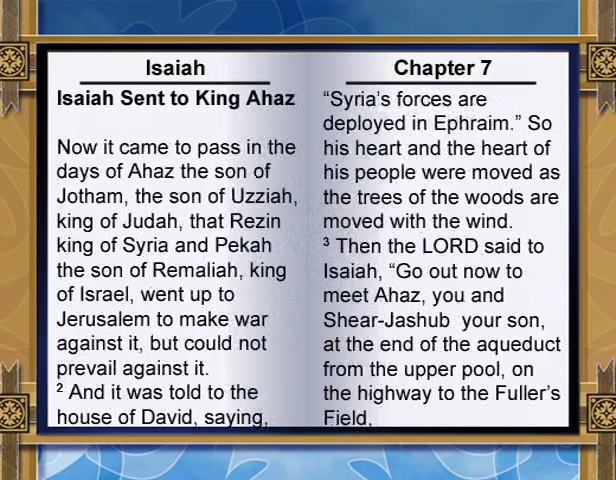 Isaiah
Isaiah Sent to King Ahaz
Now it came to pass in the
days of Ahaz the son of
Jotham, the son of Uzziah,
king of Judah, that Rezin
king of Syria and Pekah
the son of Remaliah, king
of Israel, went up to
Jerusalem to make war
against it, but could not
prevail against it.
² And it was told to the
house of David, saying,
Chapter 7
“Syria’s forces are
deployed in Ephraim.” So
his heart and the heart of
his people were moved as
the trees of the woods are
moved with the wind.
³ Then the LORD said to
Isaiah, “Go out now to
meet Ahaz, you and
Shear-Jashub your son,
at the end of the aqueduct
from the upper pool, on
the highway to the Fuller’s
Field,